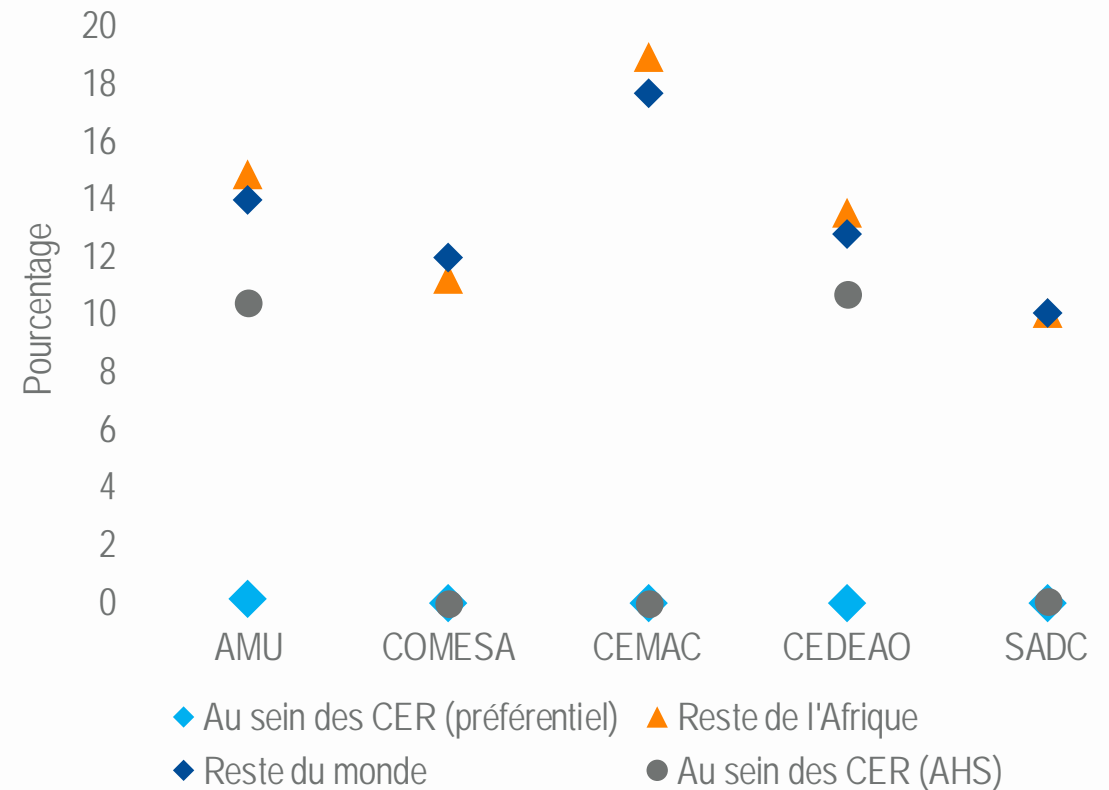 20
18
16
14
12
10
8
6
4
2
0
Pourcentage
AMU COMESA CEMAC CEDEAO SADC
Au sein des CER (préférentiel) Reste de l'Afrique
Reste du monde Au sein des CER (AHS)